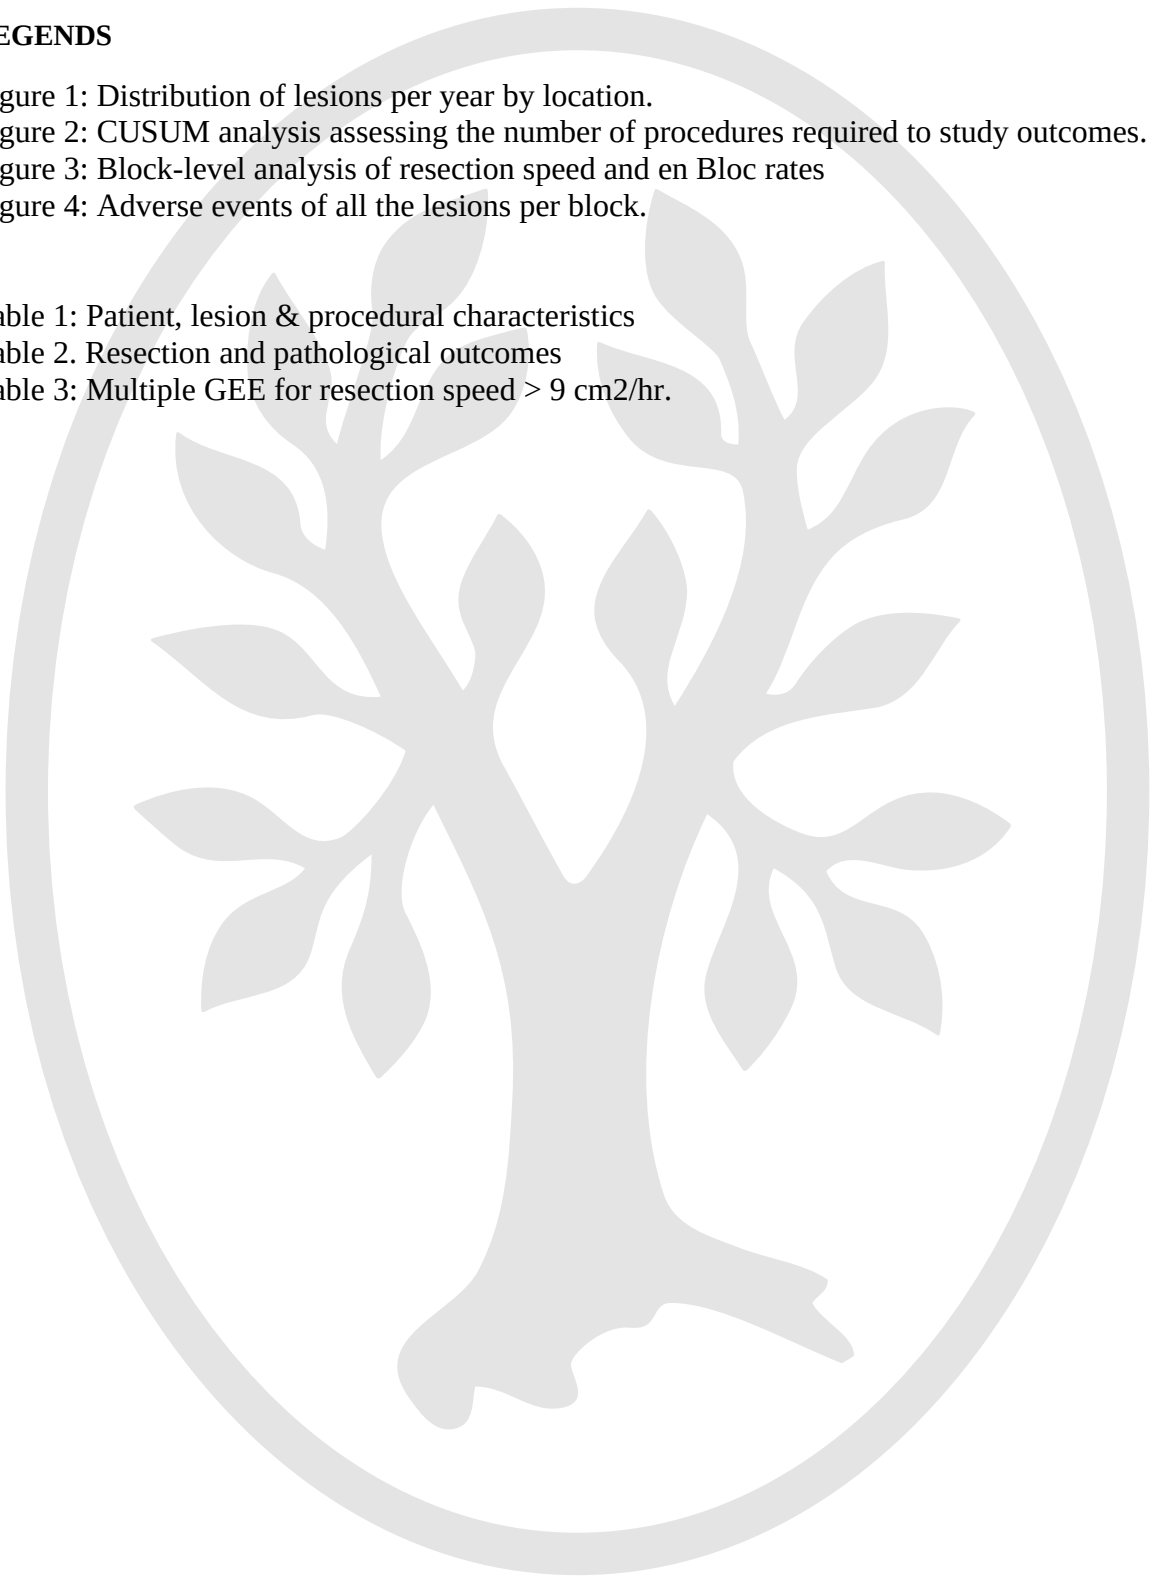 EGENDS
gure 1: Distribution of lesions per year by location.
gure 2: CUSUM analysis assessing the number of procedures required to study outcomes.
gure 3: Block-level analysis of resection speed and en Bloc rates
gure 4: Adverse events of all the lesions per block.
able 1: Patient, lesion & procedural characteristics
able 2. Resection and pathological outcomes
able 3: Multiple GEE for resection speed > 9 cm2/hr.